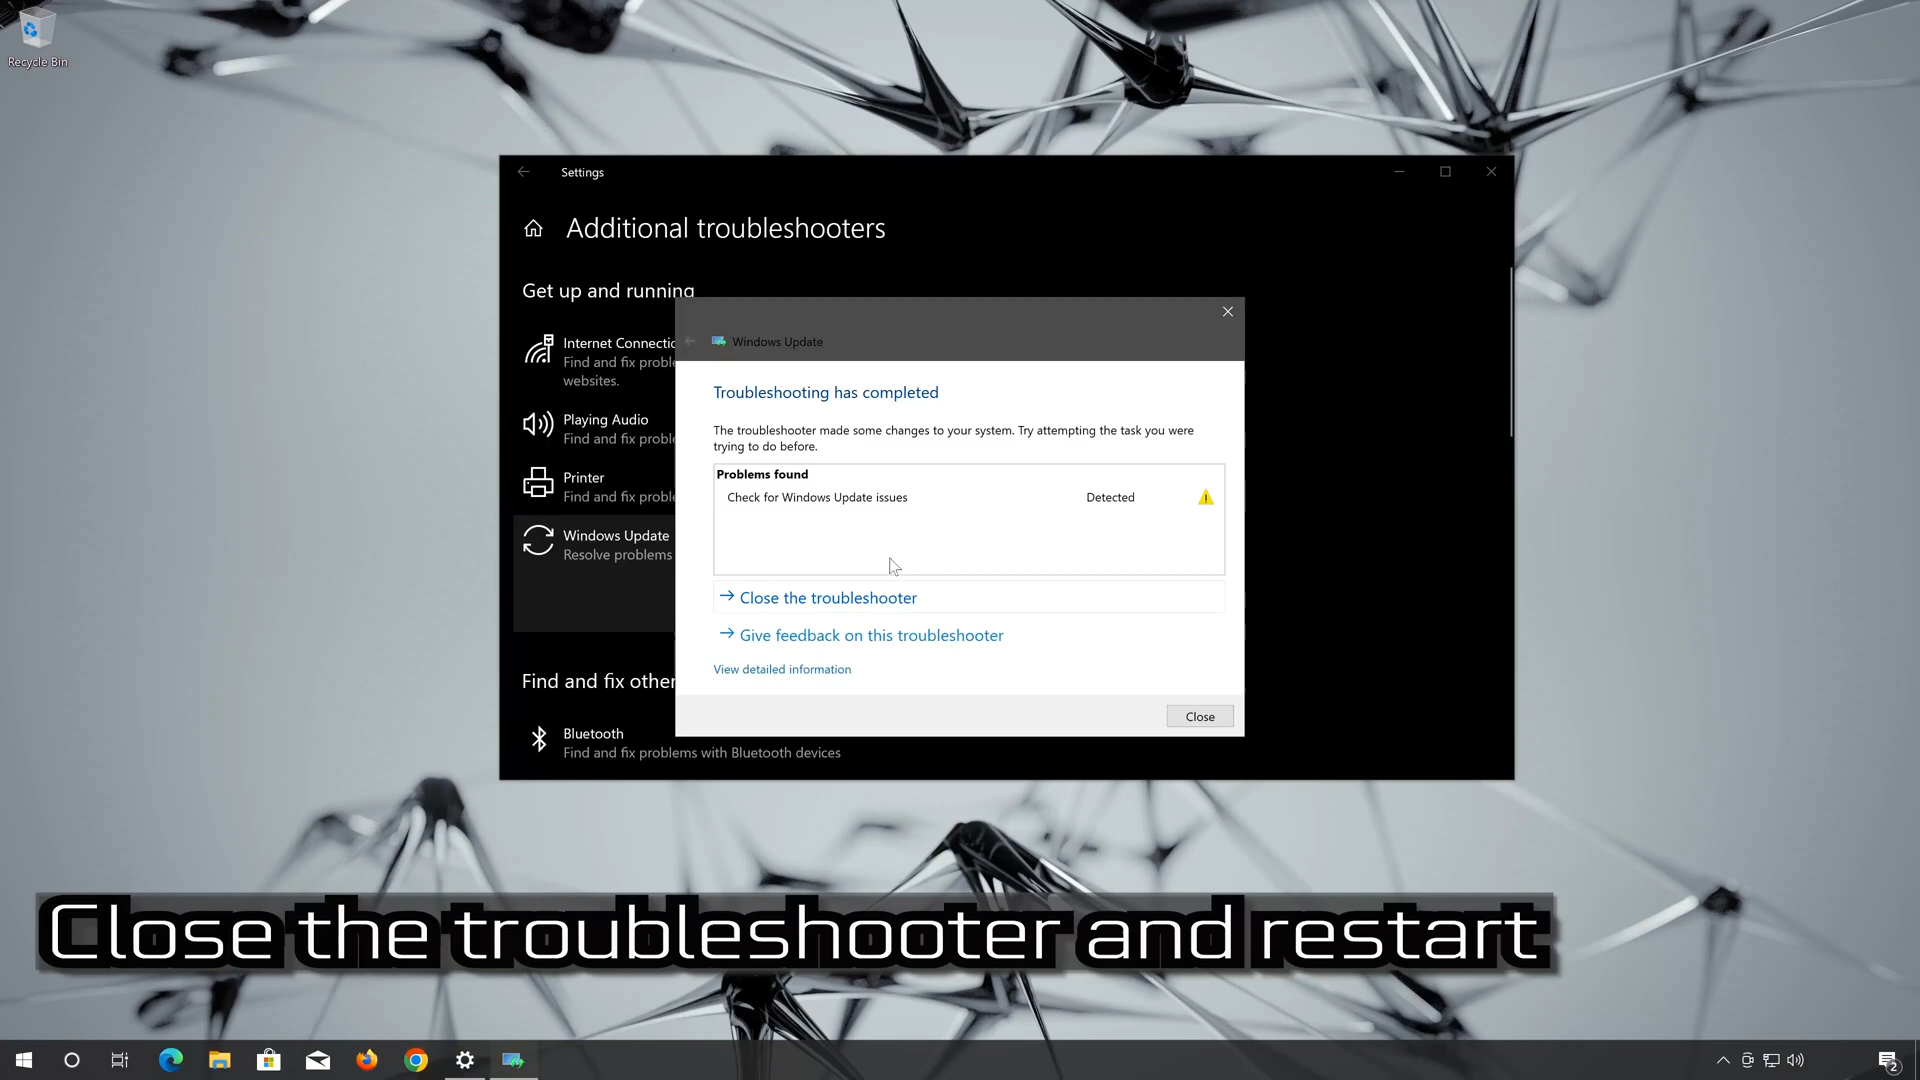 Recycle Bin
Settings
Additional troubleshooters
Get up and running
Internet Connectio
Find and fix proble
websites.
Playing Audio
Find and fix proble
Printer
Find and fix proble
Windows Update
Resolve problems
Find and fix other
Bluetooth
Find and fix problems with Bluetooth devices
Windows Update
Troubleshooting has completed
The troubleshooter made some changes to your system. Try attempting the task you were
trying to do before.
Problems found
Check for Windows Update issues Detected
Close the troubleshooter
Give feedback on this troubleshooter
View detailed information
Close
Close the troubleshooter and restart
2